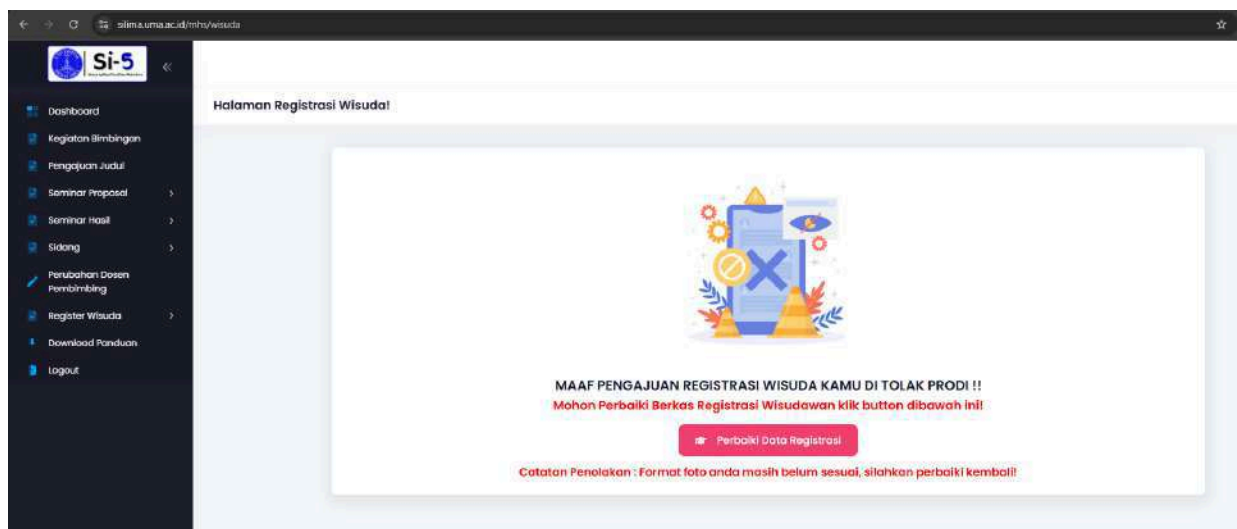 silima.uma.ac.id/mhs/wisuda
Si-5
Halaman Registrasi Wisuda!
Dashboard
Kegiatan Bimbingan
Pengajuan Judul
Seminar Proposal
Seminar Hasil
Sidang
Perubahan Dosen
Pembimbing
Register Wisuda
Download Panduan
Logout
MAAF PENGAJUAN REGISTRASI WISUDA KAMU DI TOLAK PRODI !!
Mohon Perbaiki Berkas Registrasi Wisudawan klik button dibawah ini!
Perbaiki Data Registrasi
Catatan Penolakan : Format foto anda masih belum sesuai, silahkan perbaiki kembali!